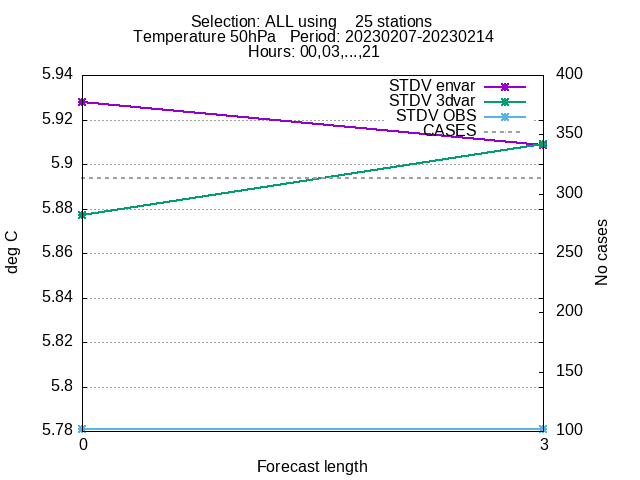 Selection: ALL using    25 stations
Temperature 50hPa   Period: 20230207-20230214
Hours: 00,03,...,21
STDV envar
STDV 3dvar
STDV OBS
CASES
5.94
5.92
5.9
5.88
5.86
5.84
5.82
5.8
5.78
400
350
300
250
200
150
100
deg C
No cases
0 3
Forecast length